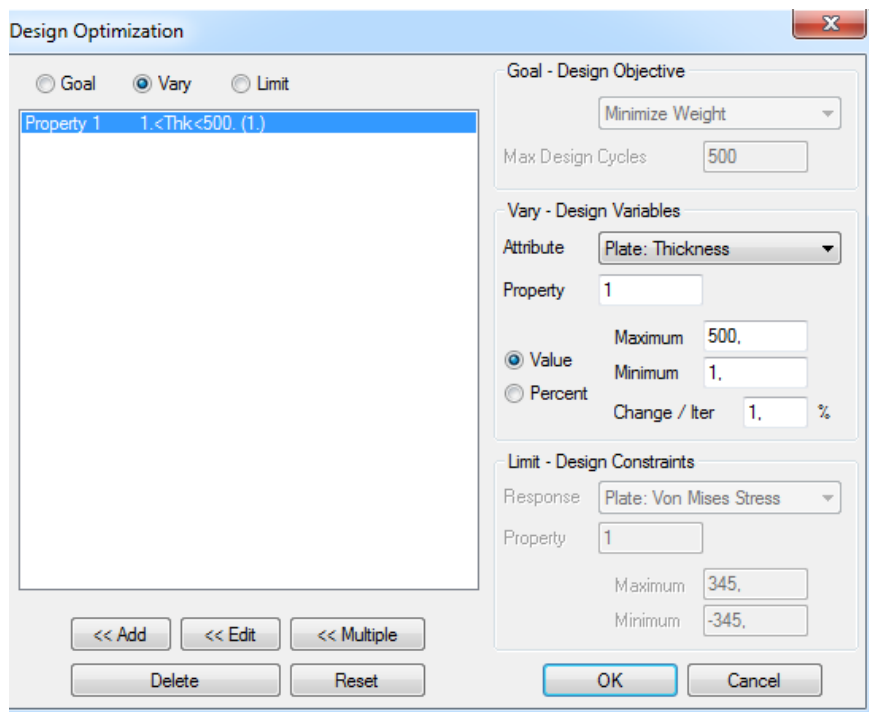 Design Optimization
Goal Vary Limit
Property 1 1.<Thk<500. (1.)
<< Add << Edit << Multiple
Delete Reset
Goal - Design Objective
Minimize Weight
Max Design Cycles 500
Vary - Design Variables
Attribute Plate: Thickness
Property 1
Value
Percent
Maximum 500,
Minimum 1,
Change / Iter 1, %
Limit - Design Constraints
Response Plate: Von Mises Stress
Property 1
Maximum 345,
Minimum -345,
OK Cancel